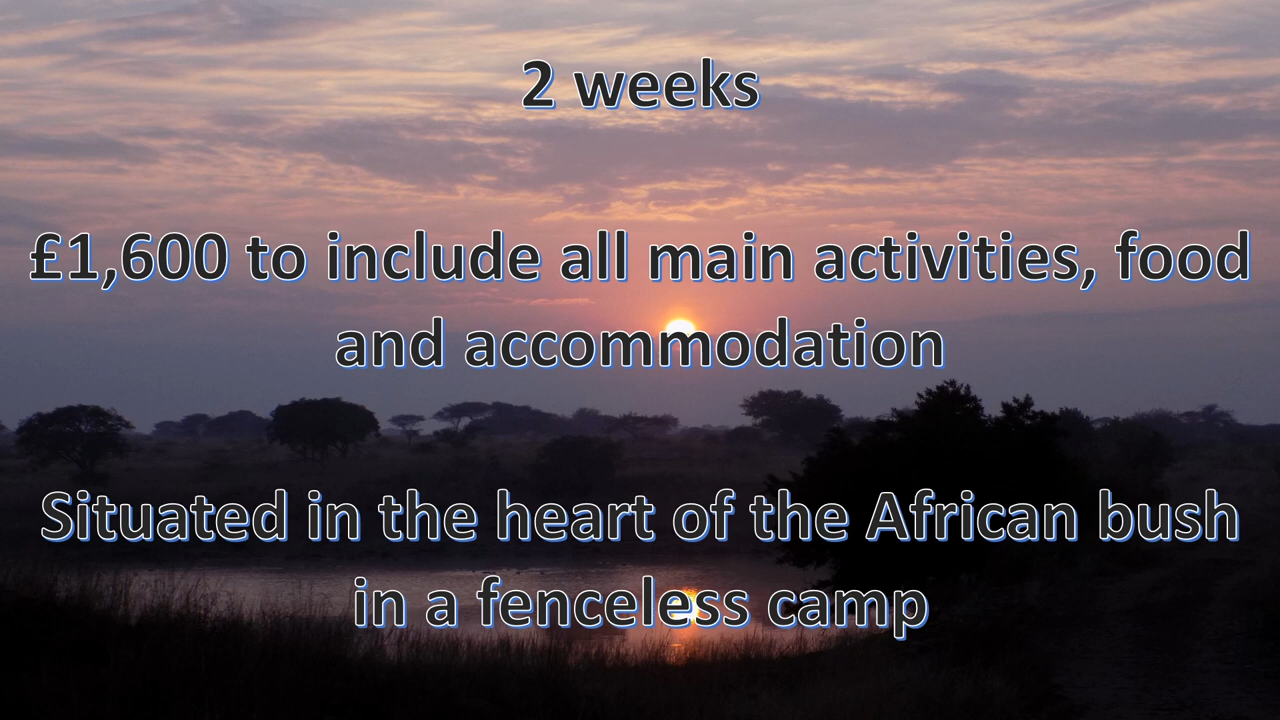 2 weeks
£1,600 to include all main activities, food
and accommodation
Situated in the heart of the African bush
in a fenceless camp